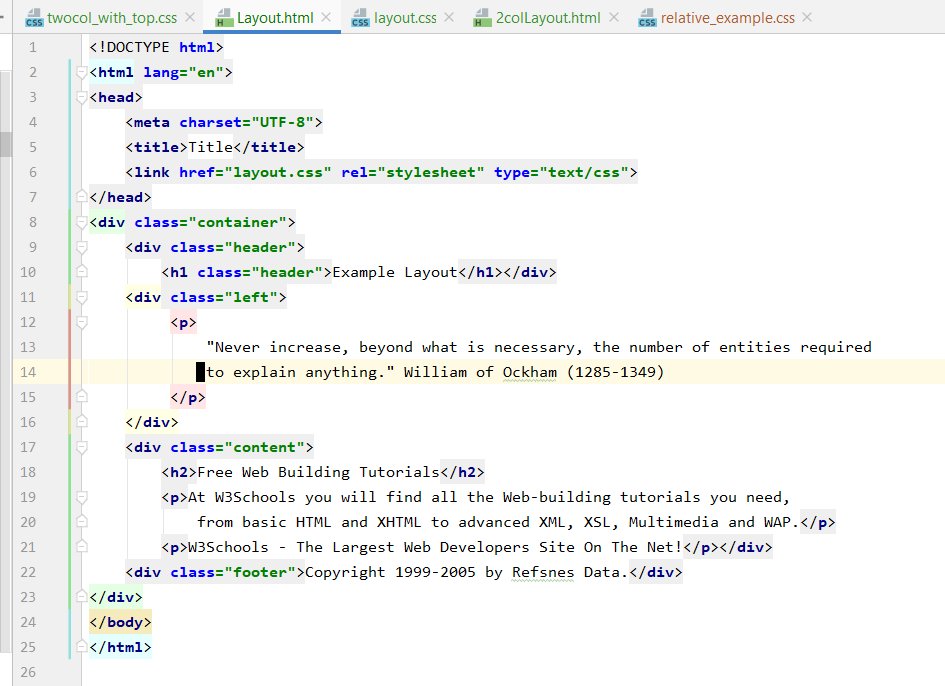 twocol_with_top.css Layout.html layout.css 2colLayout.html relative_example.css
1 <!DOCTYPE html>
2 <html lang="en">
3 <head>
4     <meta charset="UTF-8">
5     <title>Title</title>
6     <link href="layout.css" rel="stylesheet" type="text/css">
7 </head>
8 <div class="container">
9     <div class="header">
10         <h1 class="header">Example Layout</h1></div>
11     <div class="left">
12          <p>
13              "Never increase, beyond what is necessary, the number of entities required
14              to explain anything." William of Ockham (1285-1349)
15          </p>
16     </div>
17     <div class="content">
18         <h2>Free Web Building Tutorials</h2>
19         <p>At W3Schools you will find all the Web-building tutorials you need,
20             from basic HTML and XHTML to advanced XML, XSL, Multimedia and WAP.</p>
21         <p>W3Schools - The Largest Web Developers Site On The Net!</p></div>
22     <div class="footer">Copyright 1999-2005 by Refsnes Data.</div>
23 </div>
24 </body>
25 </html>
26